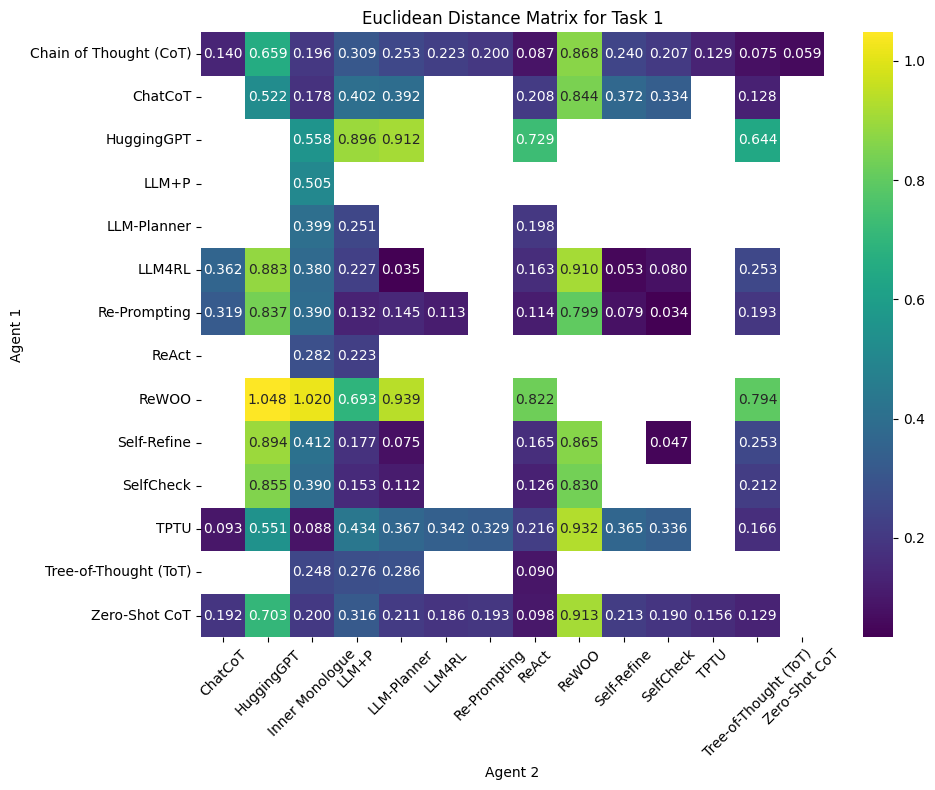 Euclidean Distance Matrix for Task 1
Chain of Thought (CoT) 0.140 0.659 0.196 0.309 0.253 0.223 0.200 0.087 0.868 0.240 0.207 0.129 0.075 0.059
ChatCoT 0.522 0.178 0.402 0.392 0.208 0.844 0.372 0.334 0.128
HuggingGPT 0.558 0.896 0.912 0.729 0.644
LLM+P 0.505
LLM-Planner 0.399 0.251 0.198
LLM4RL 0.362 0.883 0.380 0.227 0.035 0.163 0.910 0.053 0.080 0.253
Re-Prompting 0.319 0.837 0.390 0.132 0.145 0.113 0.114 0.799 0.079 0.034 0.193
ReAct 0.282 0.223
ReWOO 1.048 1.020 0.693 0.939 0.822 0.794
Self-Refine 0.894 0.412 0.177 0.075 0.165 0.865 0.047 0.253
SelfCheck 0.855 0.390 0.153 0.112 0.126 0.830 0.212
TPTU 0.093 0.551 0.088 0.434 0.367 0.342 0.329 0.216 0.932 0.365 0.336 0.166
Tree-of-Thought (ToT) 0.248 0.276 0.286 0.090
Zero-Shot CoT 0.192 0.703 0.200 0.316 0.211 0.186 0.193 0.098 0.913 0.213 0.190 0.156 0.129
Agent 1
ChatCoT
HuggingGPT
Inner Monologue
LLM+P
LLM-Planner
LLM4RL
Re-Prompting
ReAct
ReWOO
Self-Refine
SelfCheck
TPTU
Tree-of-Thought (ToT)
Zero-Shot CoT
Agent 2
1.0
0.8
0.6
0.4
0.2